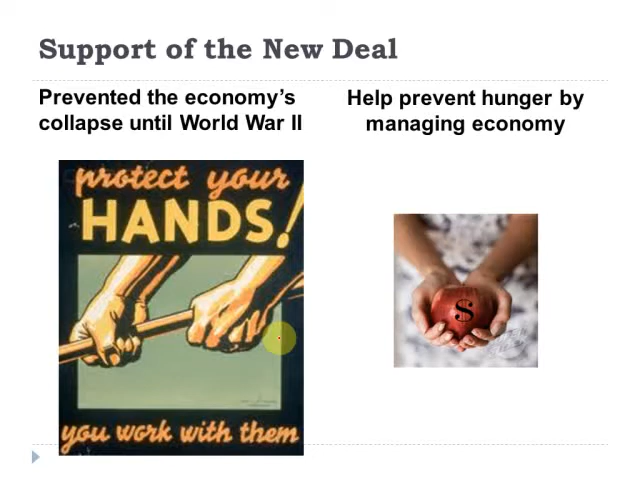 Support of the New Deal
Prevented the economy's
collapse until World War II
Help prevent hunger by
managing economy
protect your
HANDS!
you work with them
$